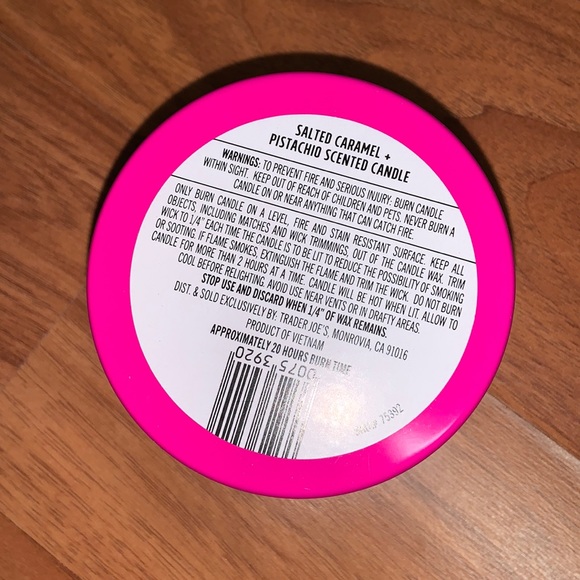 SALTED CARAMEL +
PISTACHIO SCENTED CANDLE
WARNINGS: TO PREVENT FIRE AND SERIOUS INJURY. BURN CANDLE
WITHIN SIGHT. KEEP OUT OF REACH OF CHILDREN AND PETS. NEVER BURN A
CANDLE ON OR NEAR ANYTHING THAT CAN CATCH FIRE.
ONLY BURN CANDLE ON A LEVEL, FIRE AND STAIN RESISTANT SURFACE. KEEP ALL
OBJECTS, INCLUDING MATCHES AND WICK TRIMMINGS, OUT OF THE CANDLE WAX. TRIM
WICK TO 1/4" EACH TIME THE CANDLE IS TO BE LIT TO REDUCE THE POSSIBILITY OF SMOKING
OR SOOTING. IF FLAME SMOKES, EXTINGUISH THE FLAME AND TRIM THE WICK. DO NOT BURN
CANDLE FOR MORE THAN 2 HOURS AT A TIME. CANDLE WILL BE HOT WHEN LIT. ALLOW TO
COOL BEFORE RELIGHTING. AVOID USE NEAR VENTS OR IN DRAFTY AREAS.
STOP USE AND DISCARD WHEN 1/4" OF WAX REMAINS.
DIST. & SOLD EXCLUSIVELY BY: TRADER JOE'S, MONROVIA, CA 91016
PRODUCT OF VIETNAM
APPROXIMATELY 20 HOURS BURN TIME
0075 3920
SKU# 75392